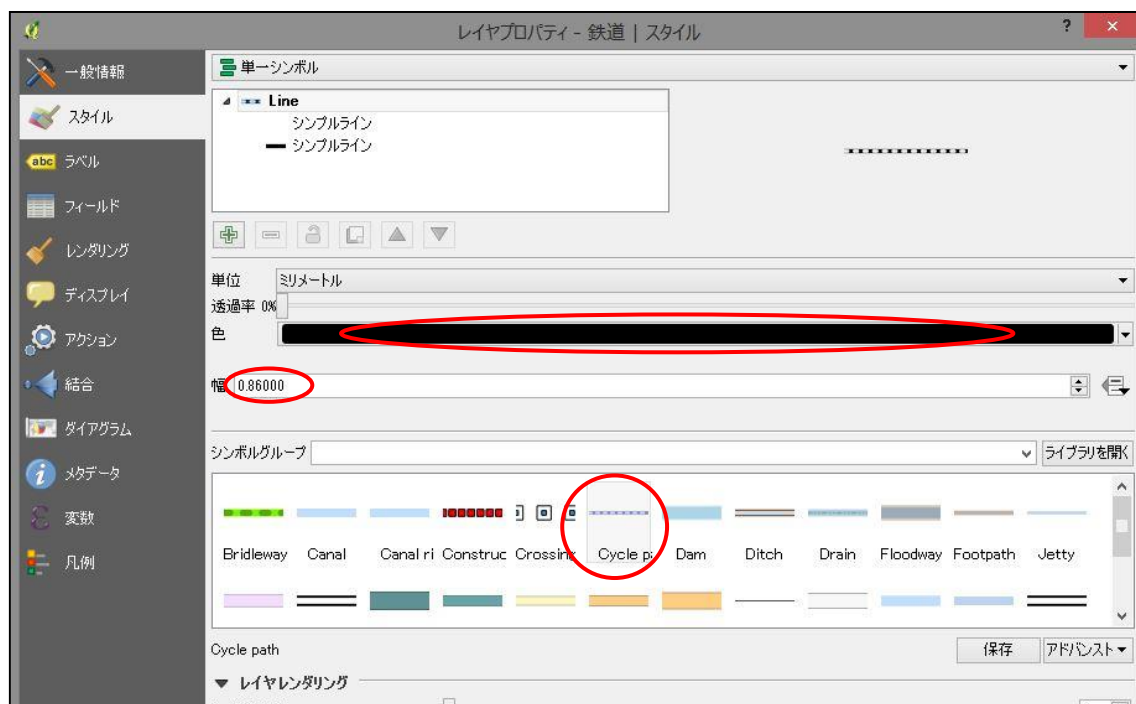 レイヤプロパティ - 鉄道 | スタイル
?
×
一般情報
スタイル
abc ラベル
フィールド
レンダリング
ディスプレイ
アクション
結合
ダイアグラム
メタデータ
変数
凡例
単一シンボル
Line
シンプルライン
シンプルライン
単位 ミリメートル
透過率 0%
色
幅 0.86000
シンボルグループ
ライブラリを開く
Bridleway Canal Canal ri Construc Crossing Cycle pa Dam Ditch Drain Floodway Footpath Jetty
Cycle path 保存 アドバンスト
レイヤレンダリング